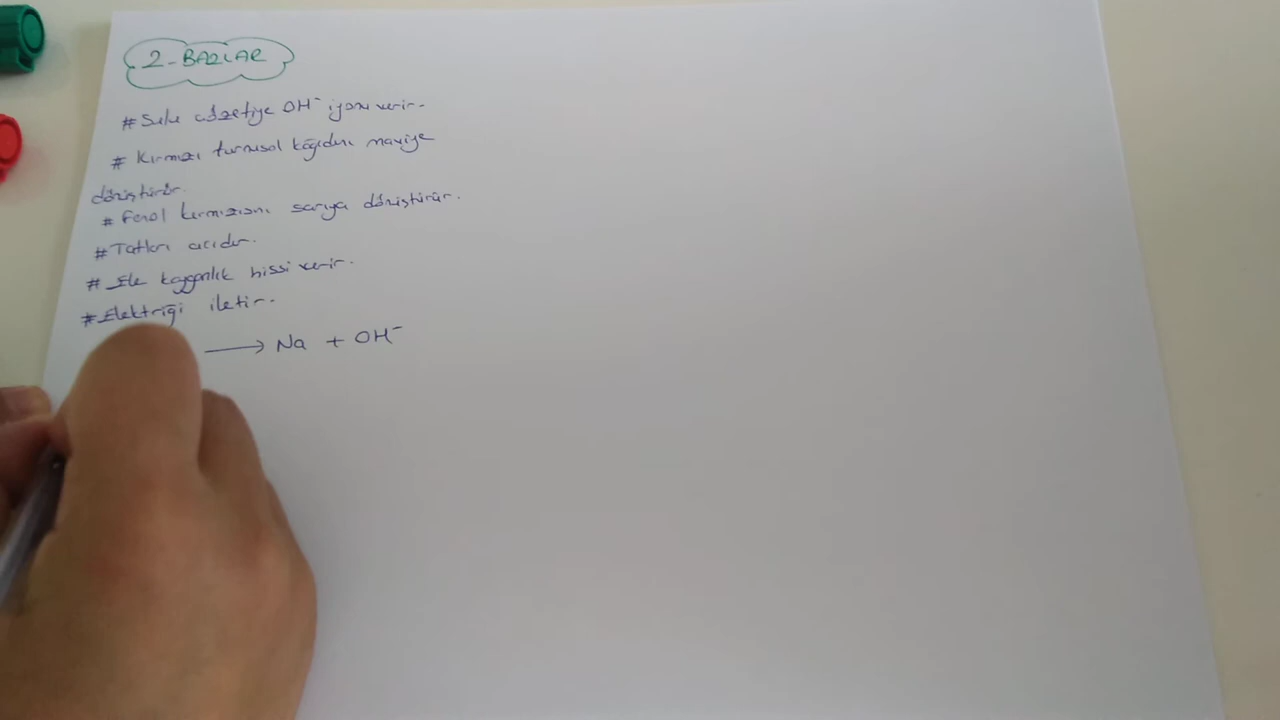 2-BAZLAR
# Sulu çözeltiye OH⁻ iyonu verir.
# Kırmızı turnusol kağıdını maviye
dönüştürür.
# Fenol kırmızısını sarıya dönüştürür.
# Tatları acıdır.
# Ele kayganlık hissi verir.
# Elektriği iletir.
⟶ Na + OH⁻